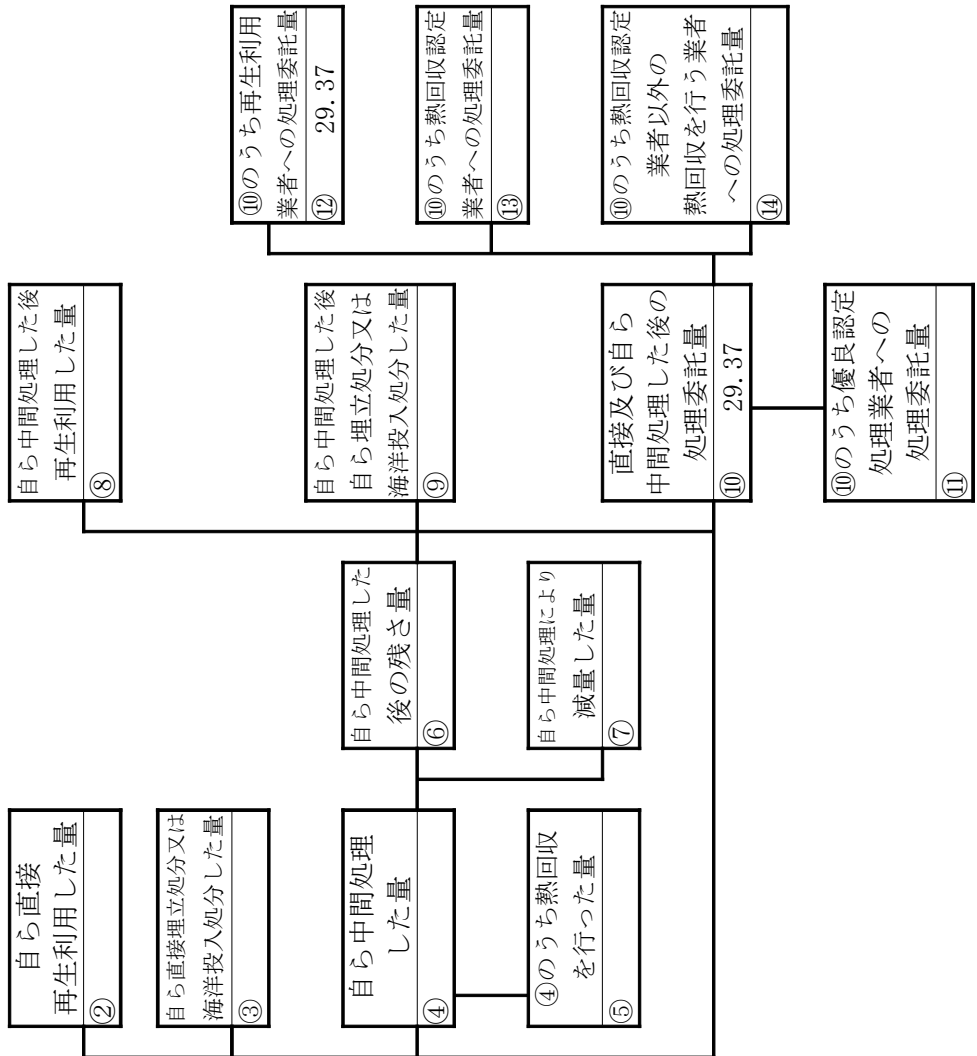 自ら直接
再生利用した量
②
自ら直接埋立処分又は
海洋投入処分した量
③
自ら中間処理
した量
④
④のうち熱回収
を行った量
⑤
自ら中間処理した
後の残さ量
⑥
自ら中間処理により
減量した量
⑦
自ら中間処理した後
再生利用した量
⑧
自ら中間処理した後
自ら埋立処分又は
海洋投入処分した量
⑨
直接及び自ら
中間処理した後の
処理委託量
⑩ 29.37
⑩のうち優良認定
処理業者への
処理委託量
⑪
⑩のうち再生利用
業者への処理委託量
⑫ 29.37
⑩のうち熱回収認定
業者への処理委託量
⑬
⑩のうち熱回収認定
業者以外の
熱回収を行う業者
への処理委託量
⑭